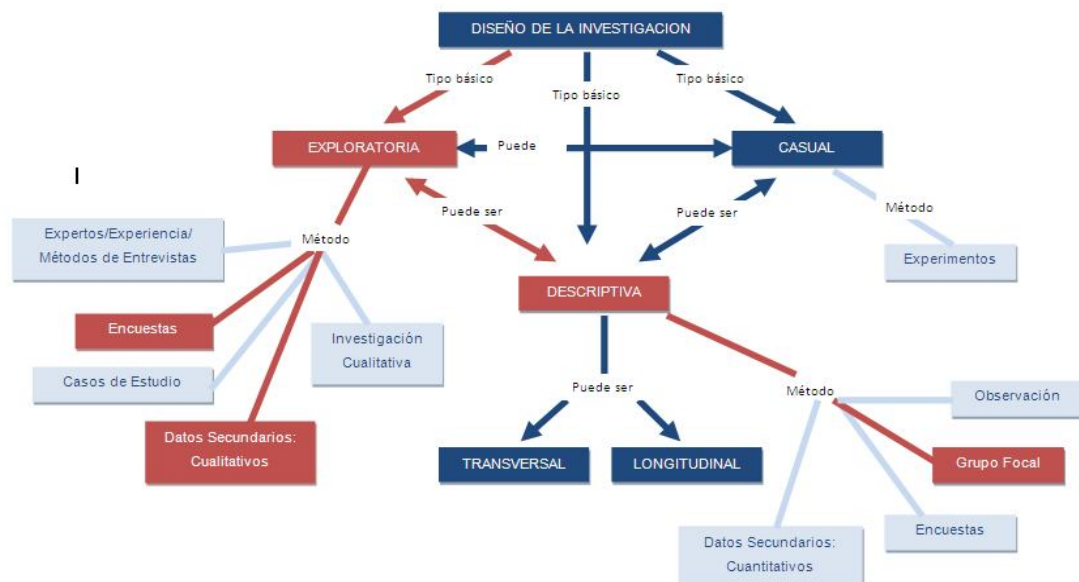 DISEÑO DE LA INVESTIGACION
Tipo básico
Tipo básico
Tipo básico
EXPLORATORIA
Puede
CASUAL
I
Puede ser
Puede ser
Método
Expertos/Experiencia/
Métodos de Entrevistas
Método
Experimentos
DESCRIPTIVA
Encuestas
Investigación
Cualitativa
Casos de Estudio
Puede ser
Método
Observación
Datos Secundarios:
Cualitativos
TRANSVERSAL
LONGITUDINAL
Grupo Focal
Encuestas
Datos Secundarios:
Cuantitativos